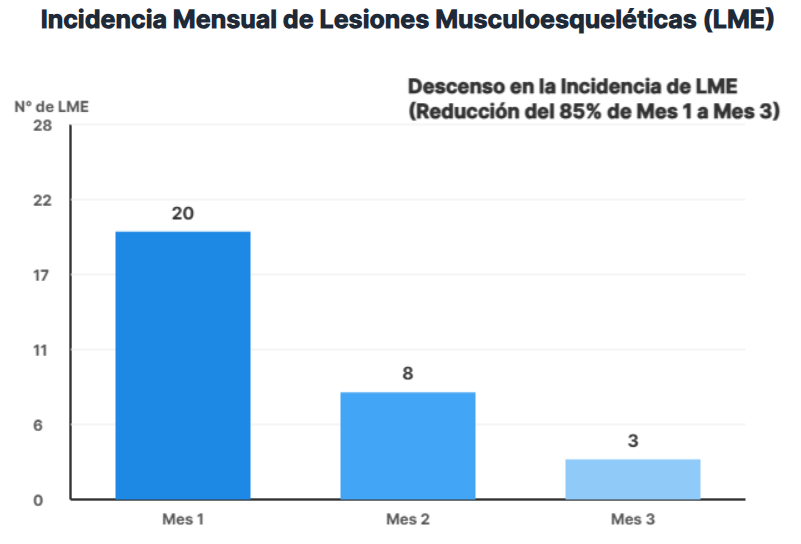 Incidencia Mensual de Lesiones Musculoesqueléticas (LME)
Descenso en la Incidencia de LME
(Reducción del 85% de Mes 1 a Mes 3)
N° de LME
28
22
17
11
6
0
20
8
3
Mes 1
Mes 2
Mes 3